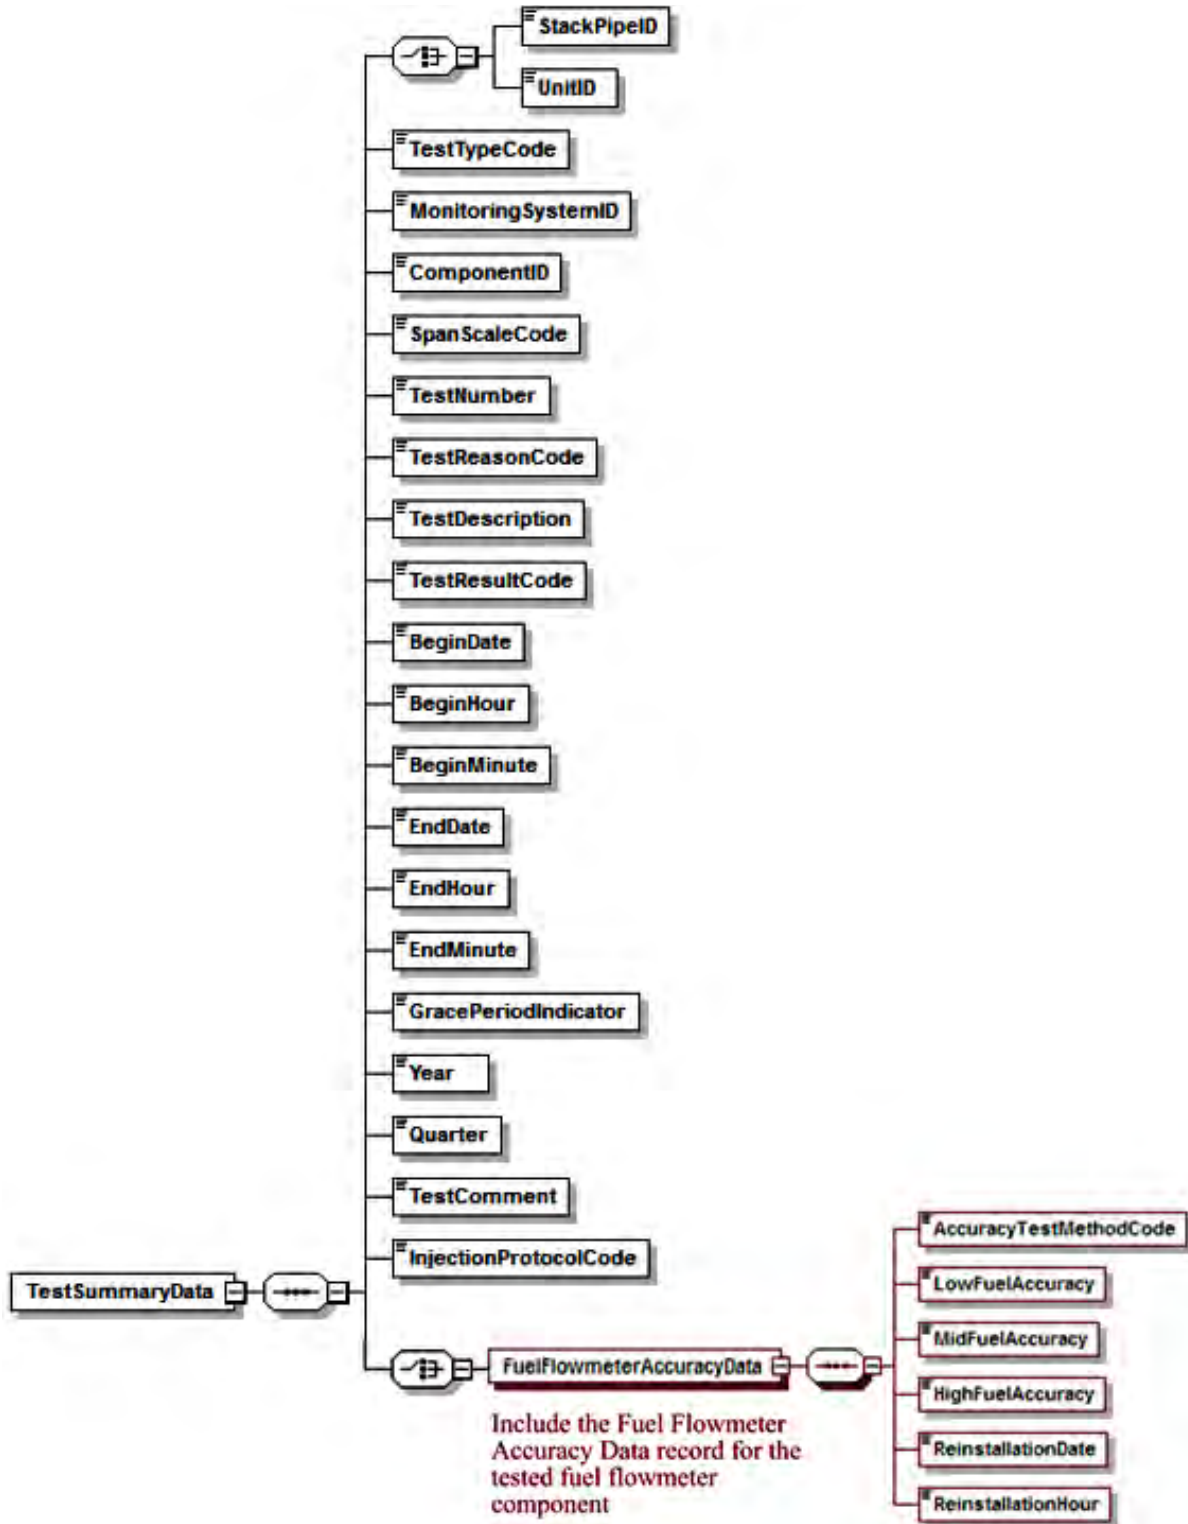 StackPipeID
UnitID
TestTypeCode
MonitoringSystemID
ComponentID
SpanScaleCode
TestNumber
TestReasonCode
TestDescription
TestResultCode
BeginDate
BeginHour
BeginMinute
EndDate
EndHour
EndMinute
GracePeriodIndicator
Year
Quarter
TestComment
InjectionProtocolCode
TestSummaryData
FuelFlowmeterAccuracyData
Include the Fuel Flowmeter
Accuracy Data record for the
tested fuel flowmeter
component
AccuracyTestMethodCode
LowFuelAccuracy
MidFuelAccuracy
HighFuelAccuracy
ReinstallationDate
ReinstallationHour